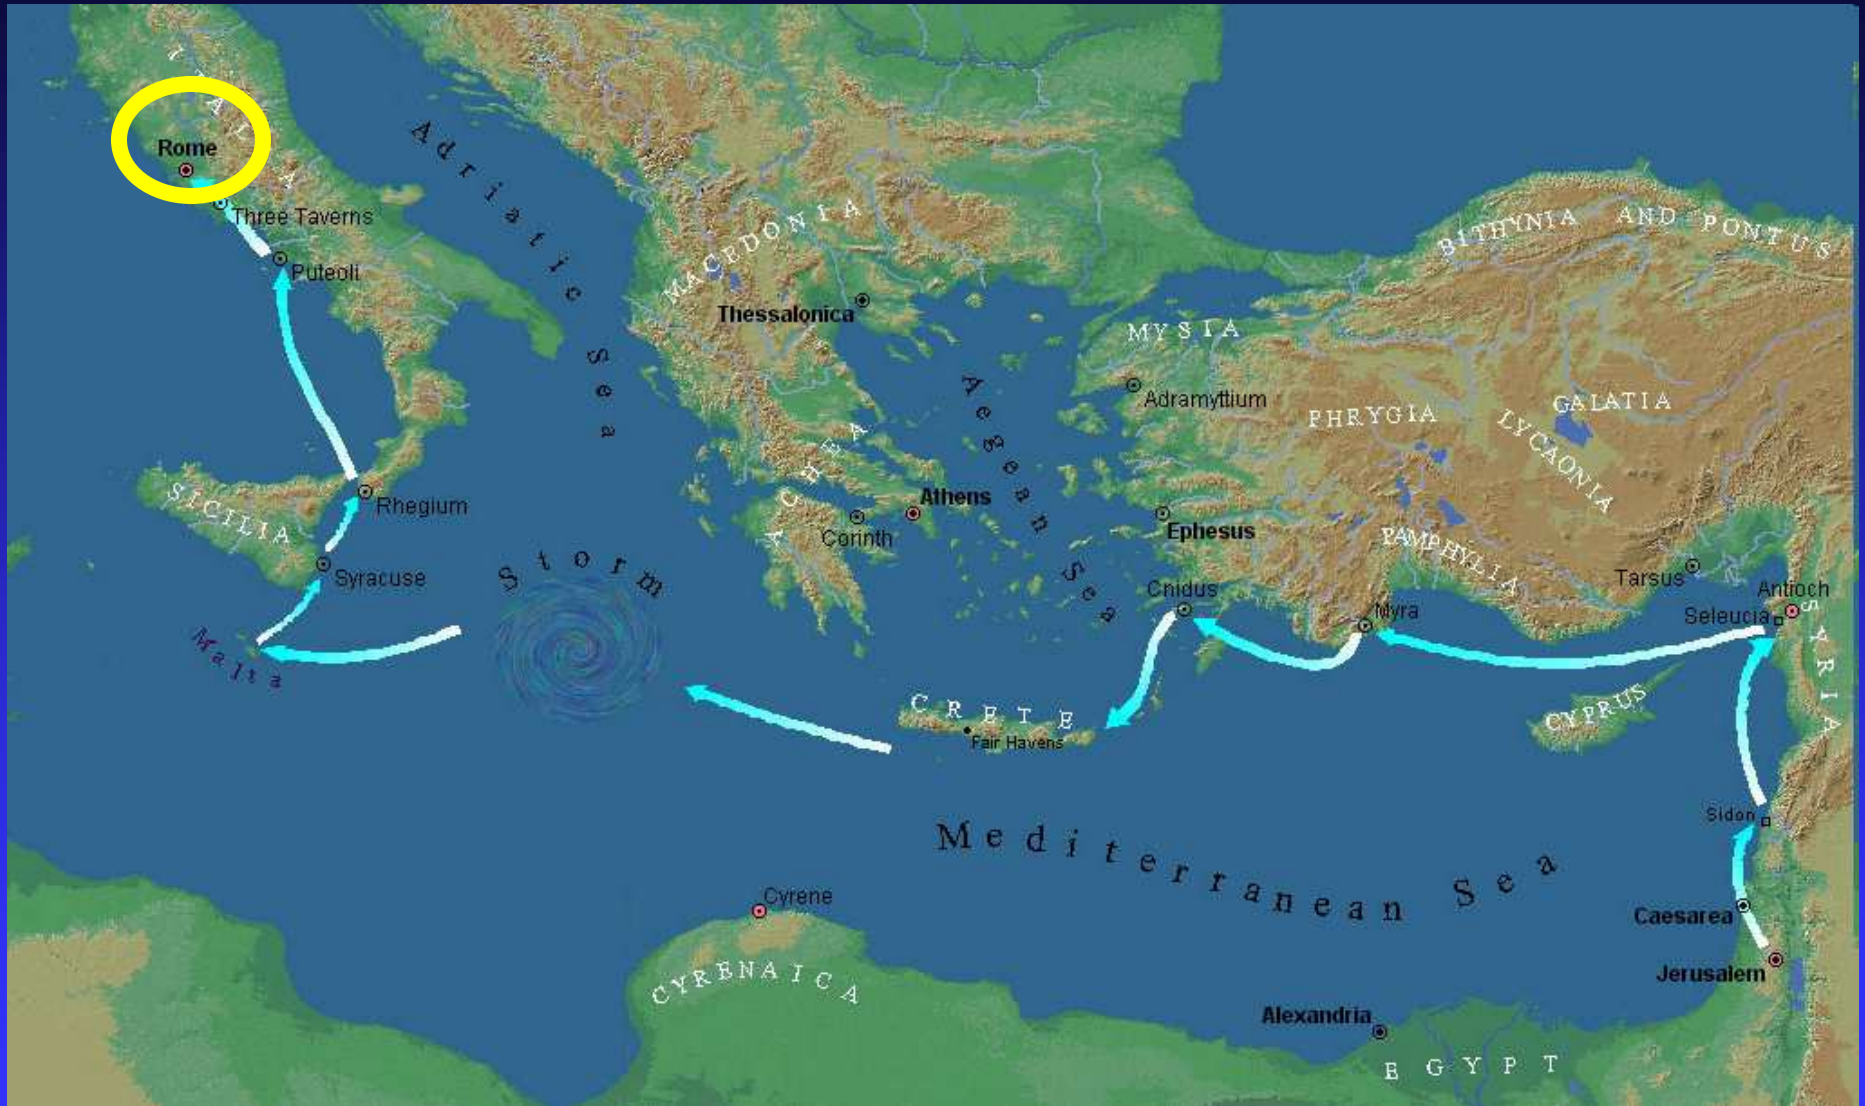 ITALIA
Rome
Three Taverns
Puteoli
Adriatic Sea
MACEDONIA
Thessalonica
BITHYNIA AND PONTUS
MYSIA
Adramyttium
PHRYGIA
GALATIA
LYCAONIA
Aegean Sea
ACHEA
Athens
Corinth
Ephesus
PAMPHYLIA
Tarsus
Antioch
Seleucia
SYRIA
SICILIA
Rhegium
Syracuse
Storm
Cnidus
Myra
Malta
CRETE
Fair Havens
CYPRUS
Sidon
Mediterranean Sea
Cyrene
CYRENAICA
Caesarea
Jerusalem
Alexandria
EGYPT